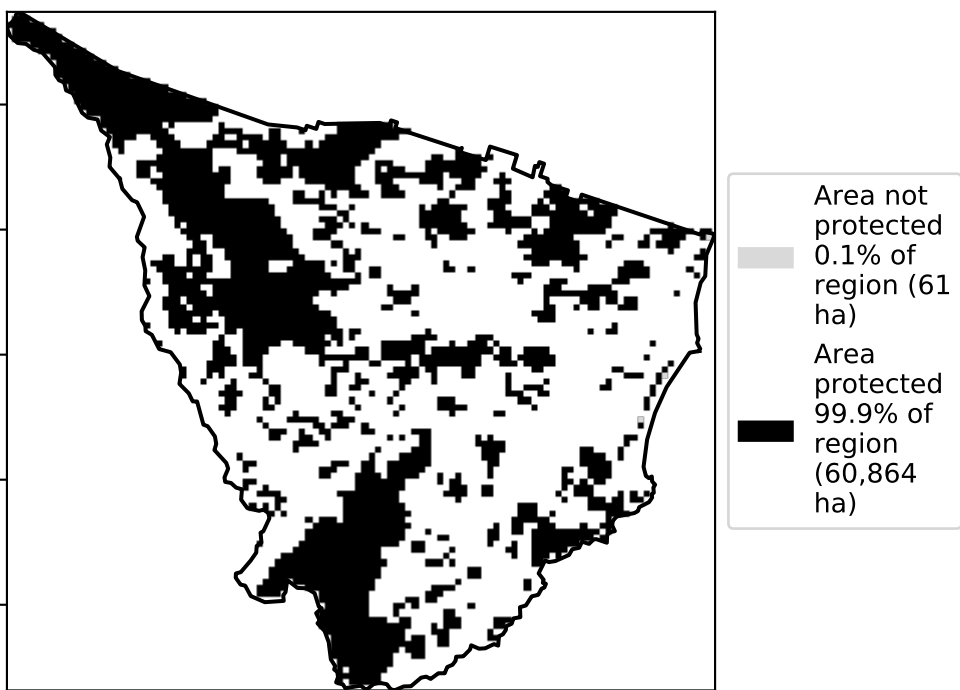 Area not
protected
0.1% of
region (61
ha)
Area
protected
99.9% of
region
(60,864
ha)